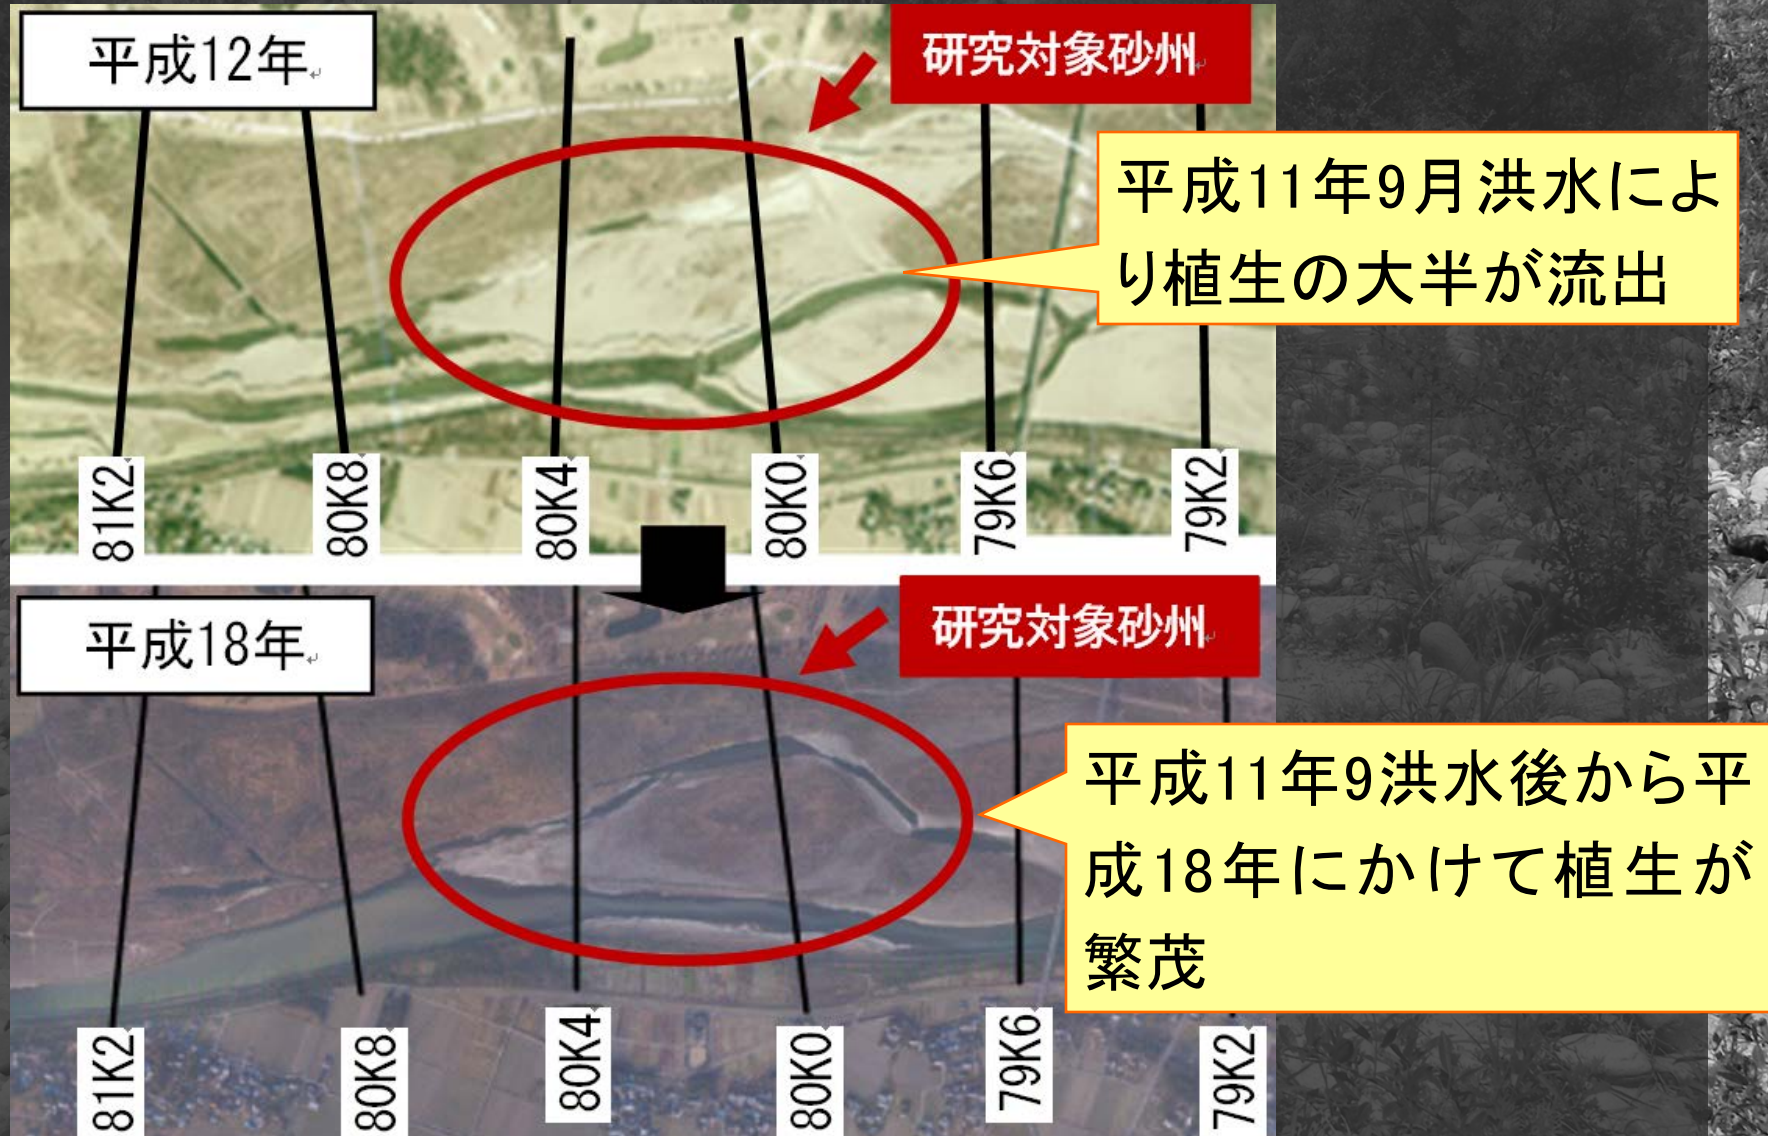 平成12年
研究対象砂州
平成11年9月洪水によ
り植生の大半が流出
81K2
80K8
80K4
80K0
79K6
79K2
平成18年
研究対象砂州
平成11年9洪水後から平
成18年にかけて植生が
繁茂
81K2
80K8
80K4
80K0
79K6
79K2